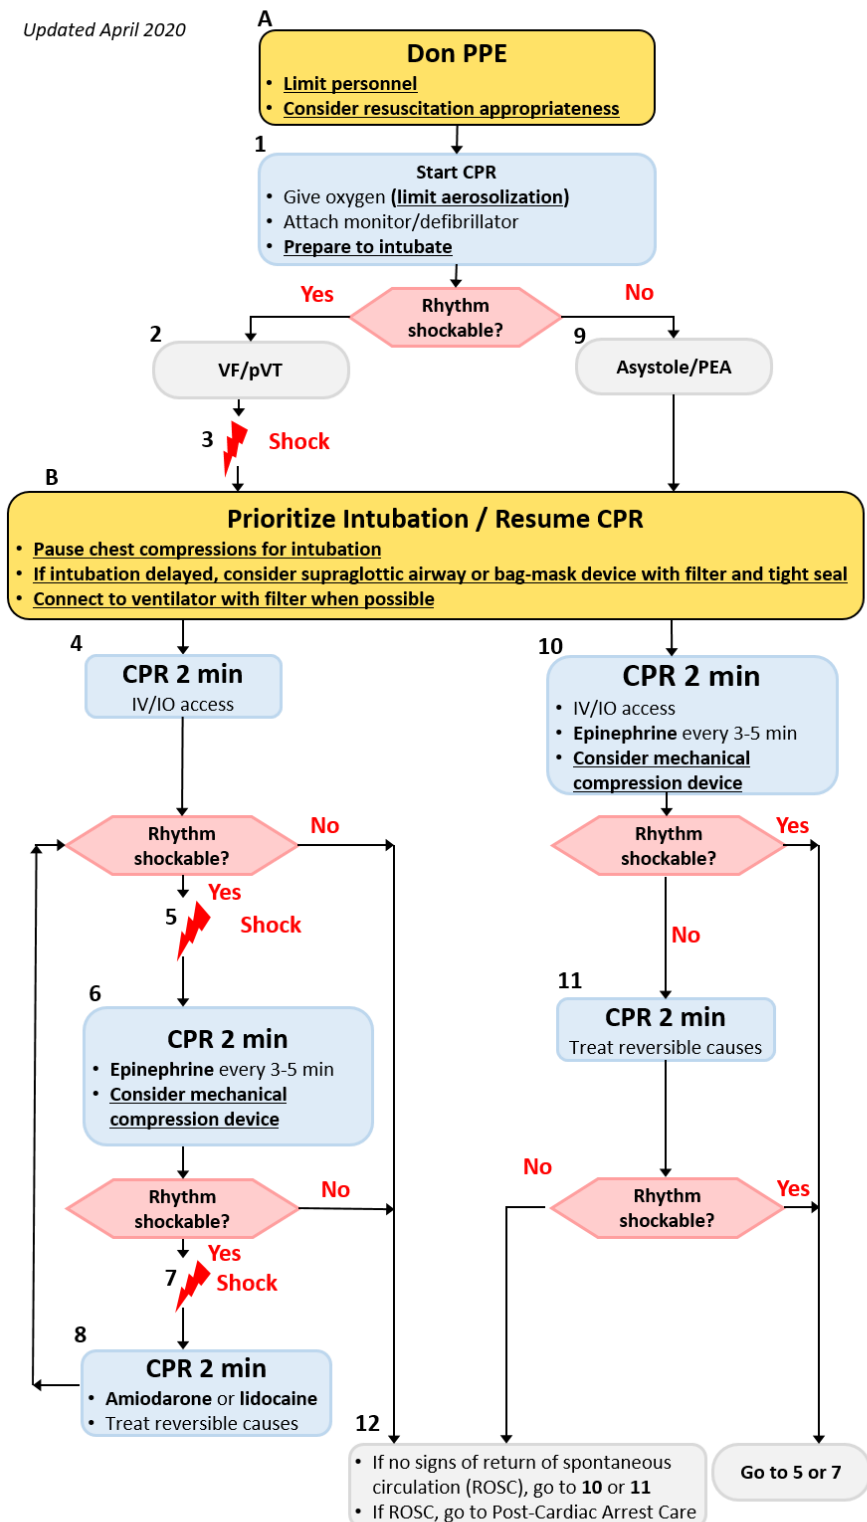 Updated April 2020
A
Don PPE
• Limit personnel
• Consider resuscitation appropriateness
1
Start CPR
• Give oxygen (limit aerosolization)
• Attach monitor/defibrillator
• Prepare to intubate
Yes
Rhythm
shockable?
No
2
VF/pVT
9
Asystole/PEA
3
Shock
B
Prioritize Intubation / Resume CPR
• Pause chest compressions for intubation
• If intubation delayed, consider supraglottic airway or bag-mask device with filter and tight seal
• Connect to ventilator with filter when possible
4
CPR 2 min
IV/IO access
10
CPR 2 min
• IV/IO access
• Epinephrine every 3-5 min
• Consider mechanical
compression device
Rhythm
shockable?
No
Yes
5
Shock
Rhythm
shockable?
Yes
No
6
CPR 2 min
• Epinephrine every 3-5 min
• Consider mechanical
compression device
11
CPR 2 min
Treat reversible causes
Rhythm
shockable?
No
Yes
7
Shock
No
Rhythm
shockable?
Yes
8
CPR 2 min
• Amiodarone or lidocaine
• Treat reversible causes
12
• If no signs of return of spontaneous
circulation (ROSC), go to 10 or 11
• If ROSC, go to Post-Cardiac Arrest Care
Go to 5 or 7